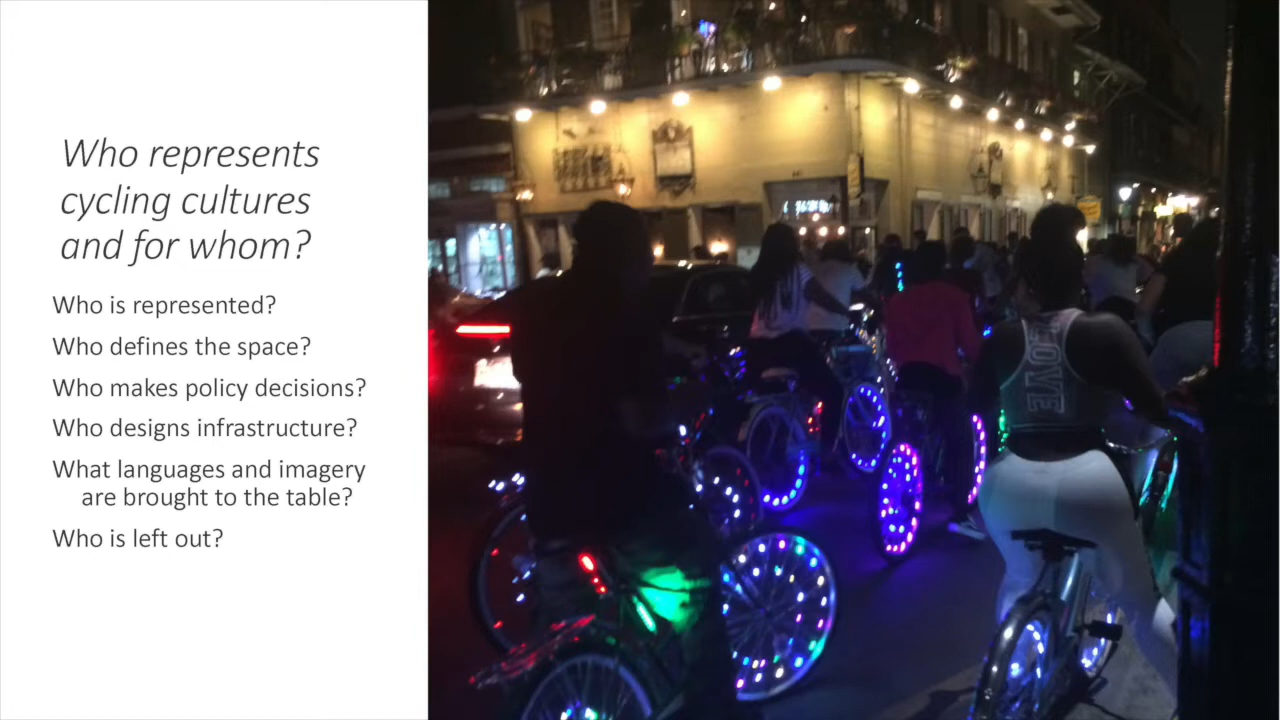 Who represents
cycling cultures
and for whom?
Who is represented?
Who defines the space?
Who makes policy decisions?
Who designs infrastructure?
What languages and imagery
are brought to the table?
Who is left out?
LOVE